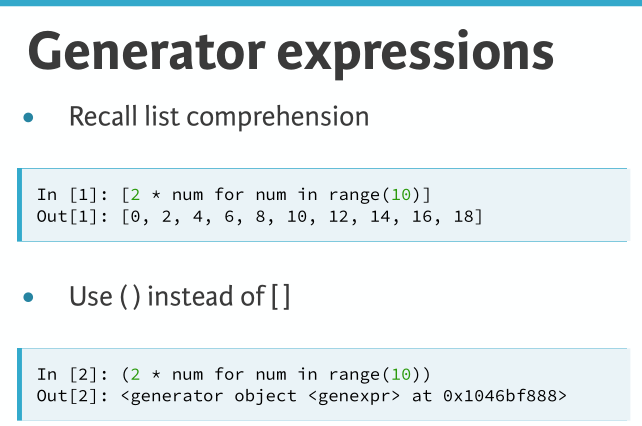 Generator expressions
• Recall list comprehension
In [1]: [2 * num for num in range(10)]
Out[1]: [0, 2, 4, 6, 8, 10, 12, 14, 16, 18]
• Use ( ) instead of [ ]
In [2]: (2 * num for num in range(10))
Out[2]: <generator object <genexpr> at 0x1046bf888>